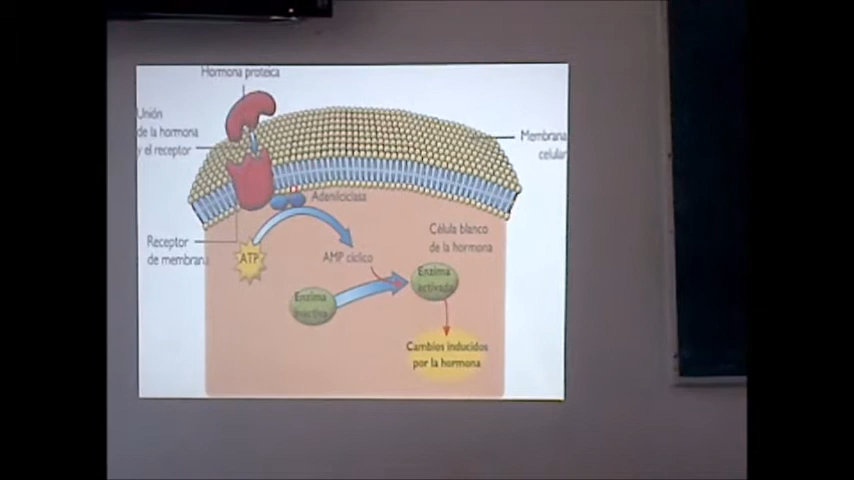 Hormona proteica
Unión
de la hormona
y el receptor
Membrana
celular
Adenilciclasa
Receptor
de membrana
ATP
AMP cíclico
Célula blanco
de la hormona
Enzima
inactiva
Enzima
activada
Cambios inducidos
por la hormona